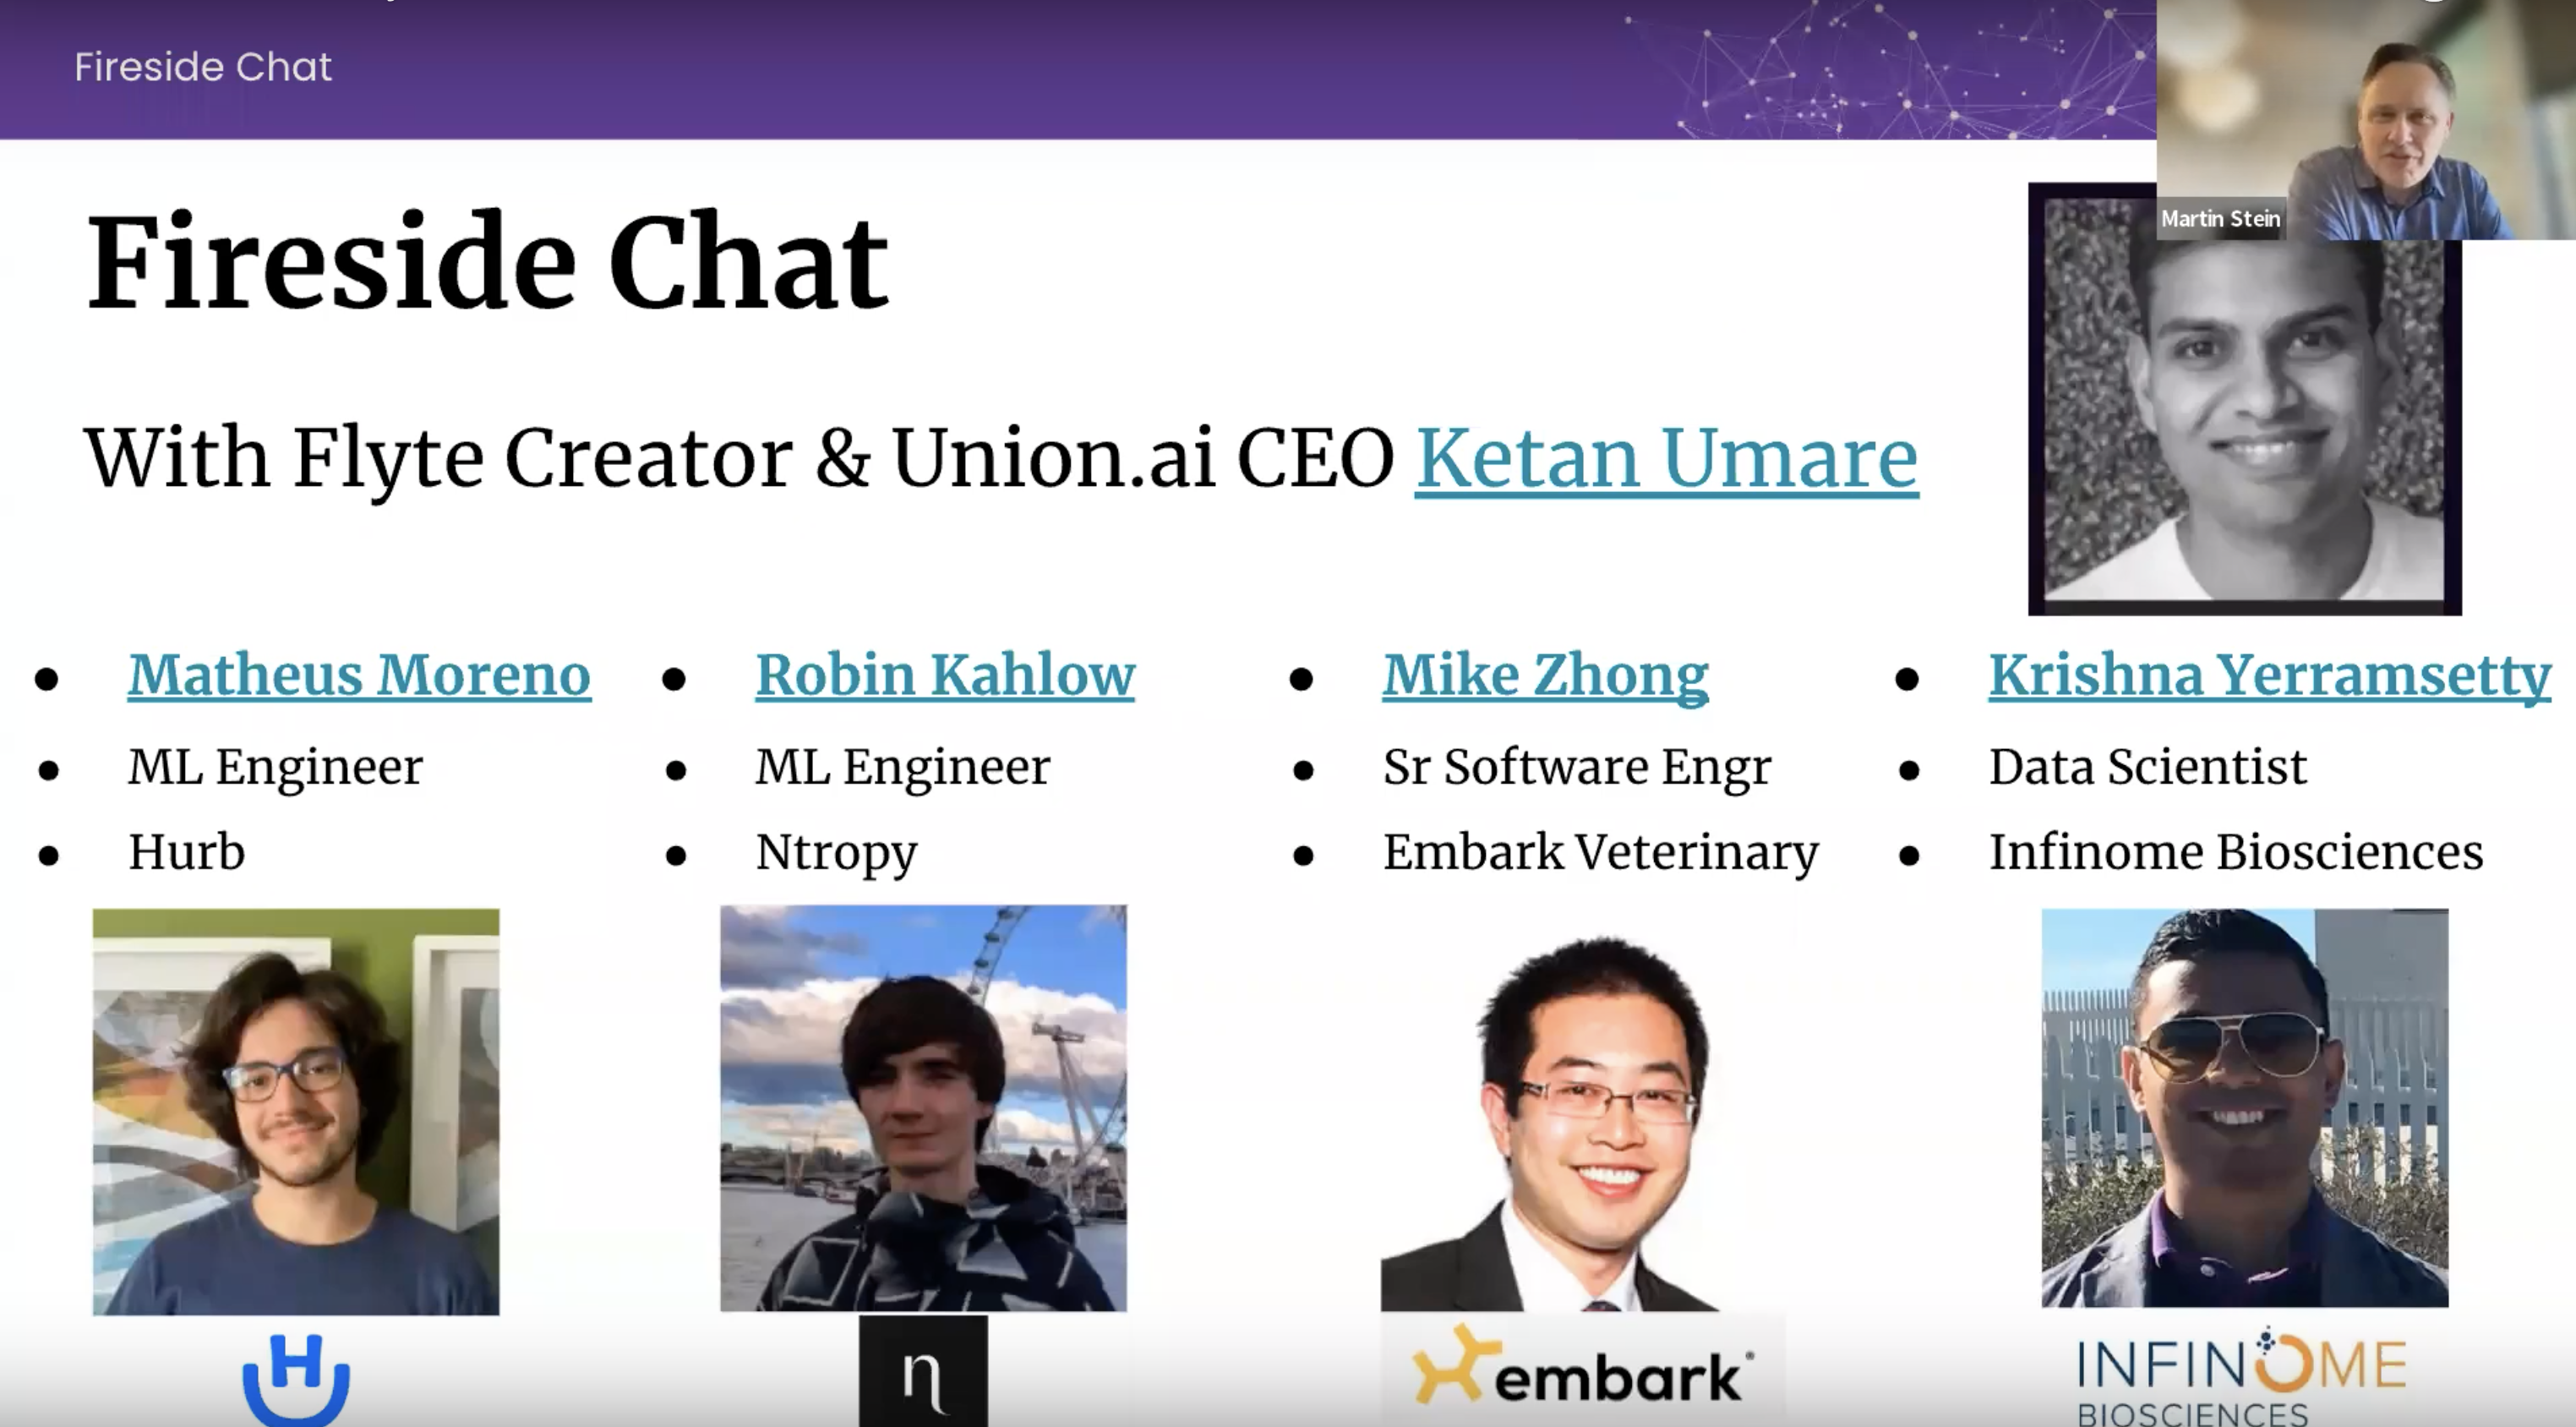 Fireside Chat
Martin Stein
Fireside Chat
With Flyte Creator & Union.ai CEO Ketan Umare
Matheus Moreno
ML Engineer
Hurb
Robin Kahlow
ML Engineer
Ntropy
Mike Zhong
Sr Software Engr
Embark Veterinary
Krishna Yerramsetty
Data Scientist
Infinome Biosciences
H
η
embark
INFINOME
BIOSCIENCES